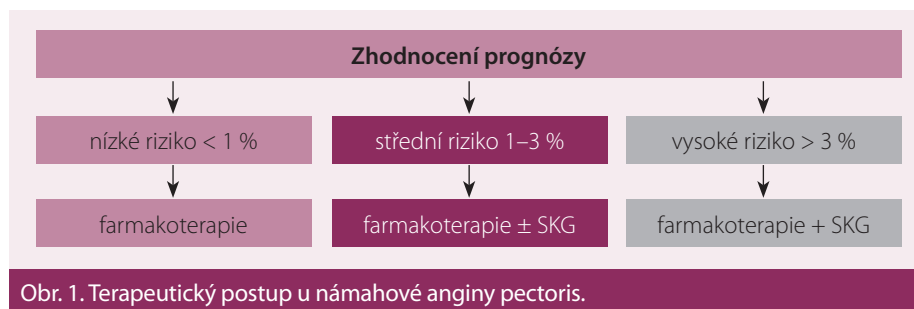 Zhodnocení prognózy
nízké riziko < 1 %
střední riziko 1–3 %
vysoké riziko > 3 %
farmakoterapie
farmakoterapie ± SKG
farmakoterapie + SKG
Obr. 1. Terapeutický postup u námahové anginy pectoris.